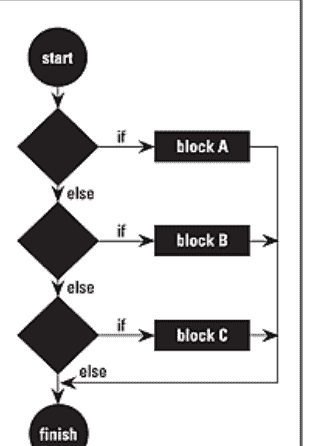 start
if
block A
else
if
block B
else
if
block C
else
finish